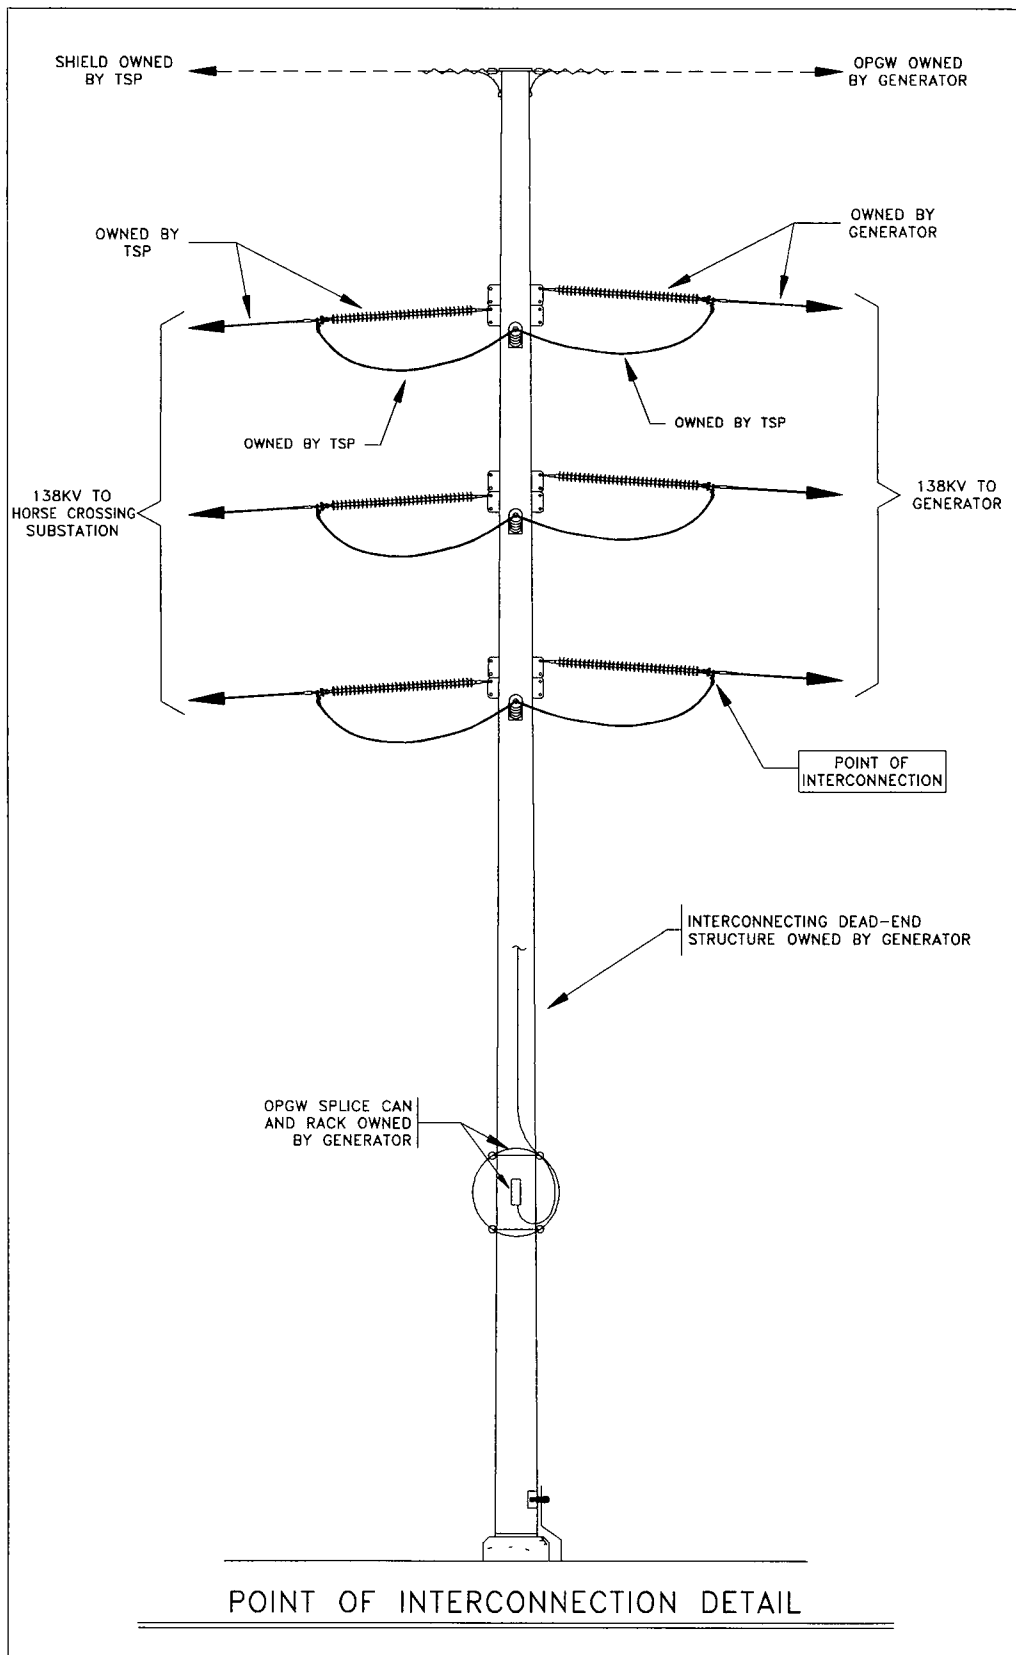 SHIELD OWNED
BY TSP
OPGW OWNED
BY GENERATOR
OWNED BY
TSP
OWNED BY
GENERATOR
OWNED BY TSP
OWNED BY TSP
138KV TO
HORSE CROSSING
SUBSTATION
138KV TO
GENERATOR
POINT OF
INTERCONNECTION
INTERCONNECTING DEAD-END
STRUCTURE OWNED BY GENERATOR
OPGW SPLICE CAN
AND RACK OWNED
BY GENERATOR
POINT OF INTERCONNECTION DETAIL